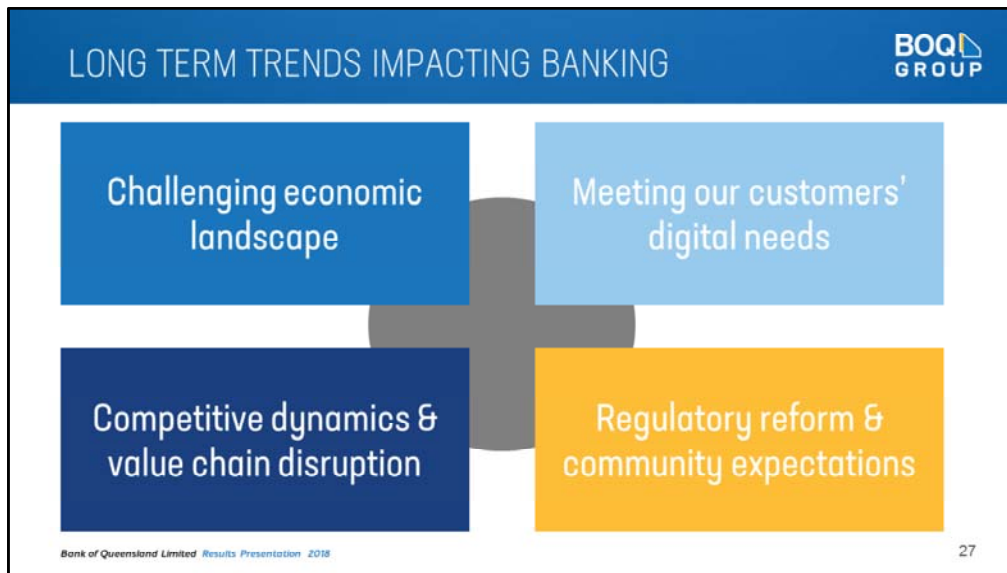 LONG TERM TRENDS IMPACTING BANKING
BOQ
GROUP
Challenging economic
landscape
Meeting our customers’
digital needs
Competitive dynamics &
value chain disruption
Regulatory reform &
community expectations
Bank of Queensland Limited Results Presentation 2018
27